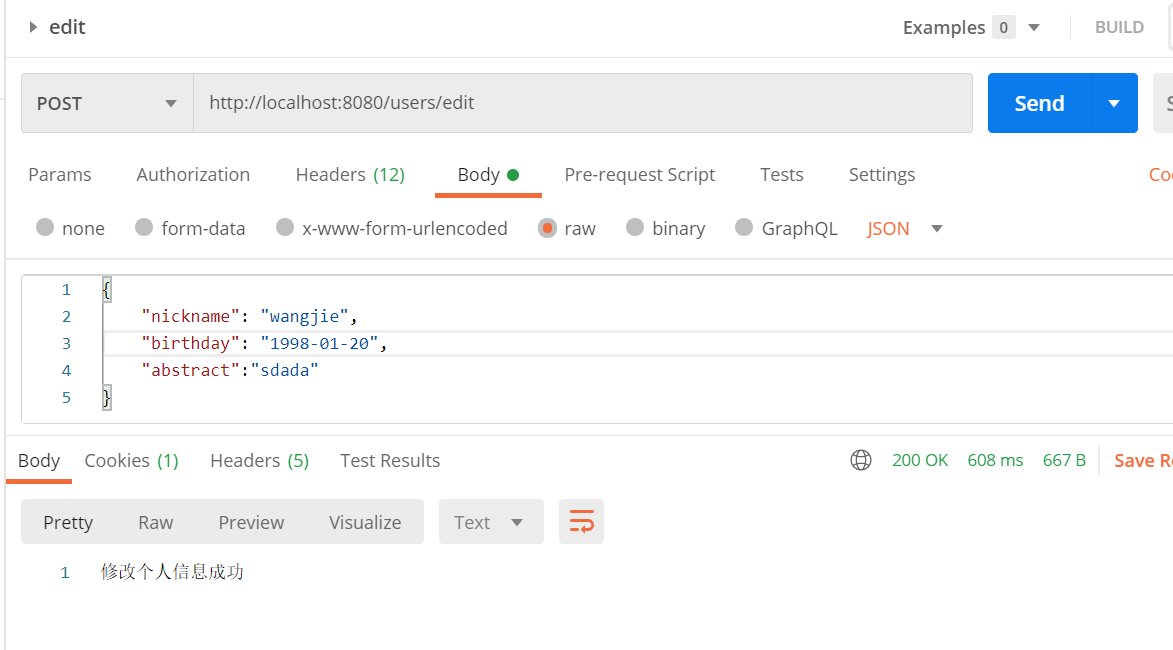 edit Examples 0 BUILD
POST http://localhost:8080/users/edit Send
Params Authorization Headers (12) Body Pre-request Script Tests Settings
none form-data x-www-form-urlencoded raw binary GraphQL JSON
1 {
2 "nickname": "wangjie",
3 "birthday": "1998-01-20",
4 "abstract":"sdada"
5 }
Body Cookies (1) Headers (5) Test Results 200 OK 608 ms 667 B Save
Pretty Raw Preview Visualize Text
1 修改个人信息成功